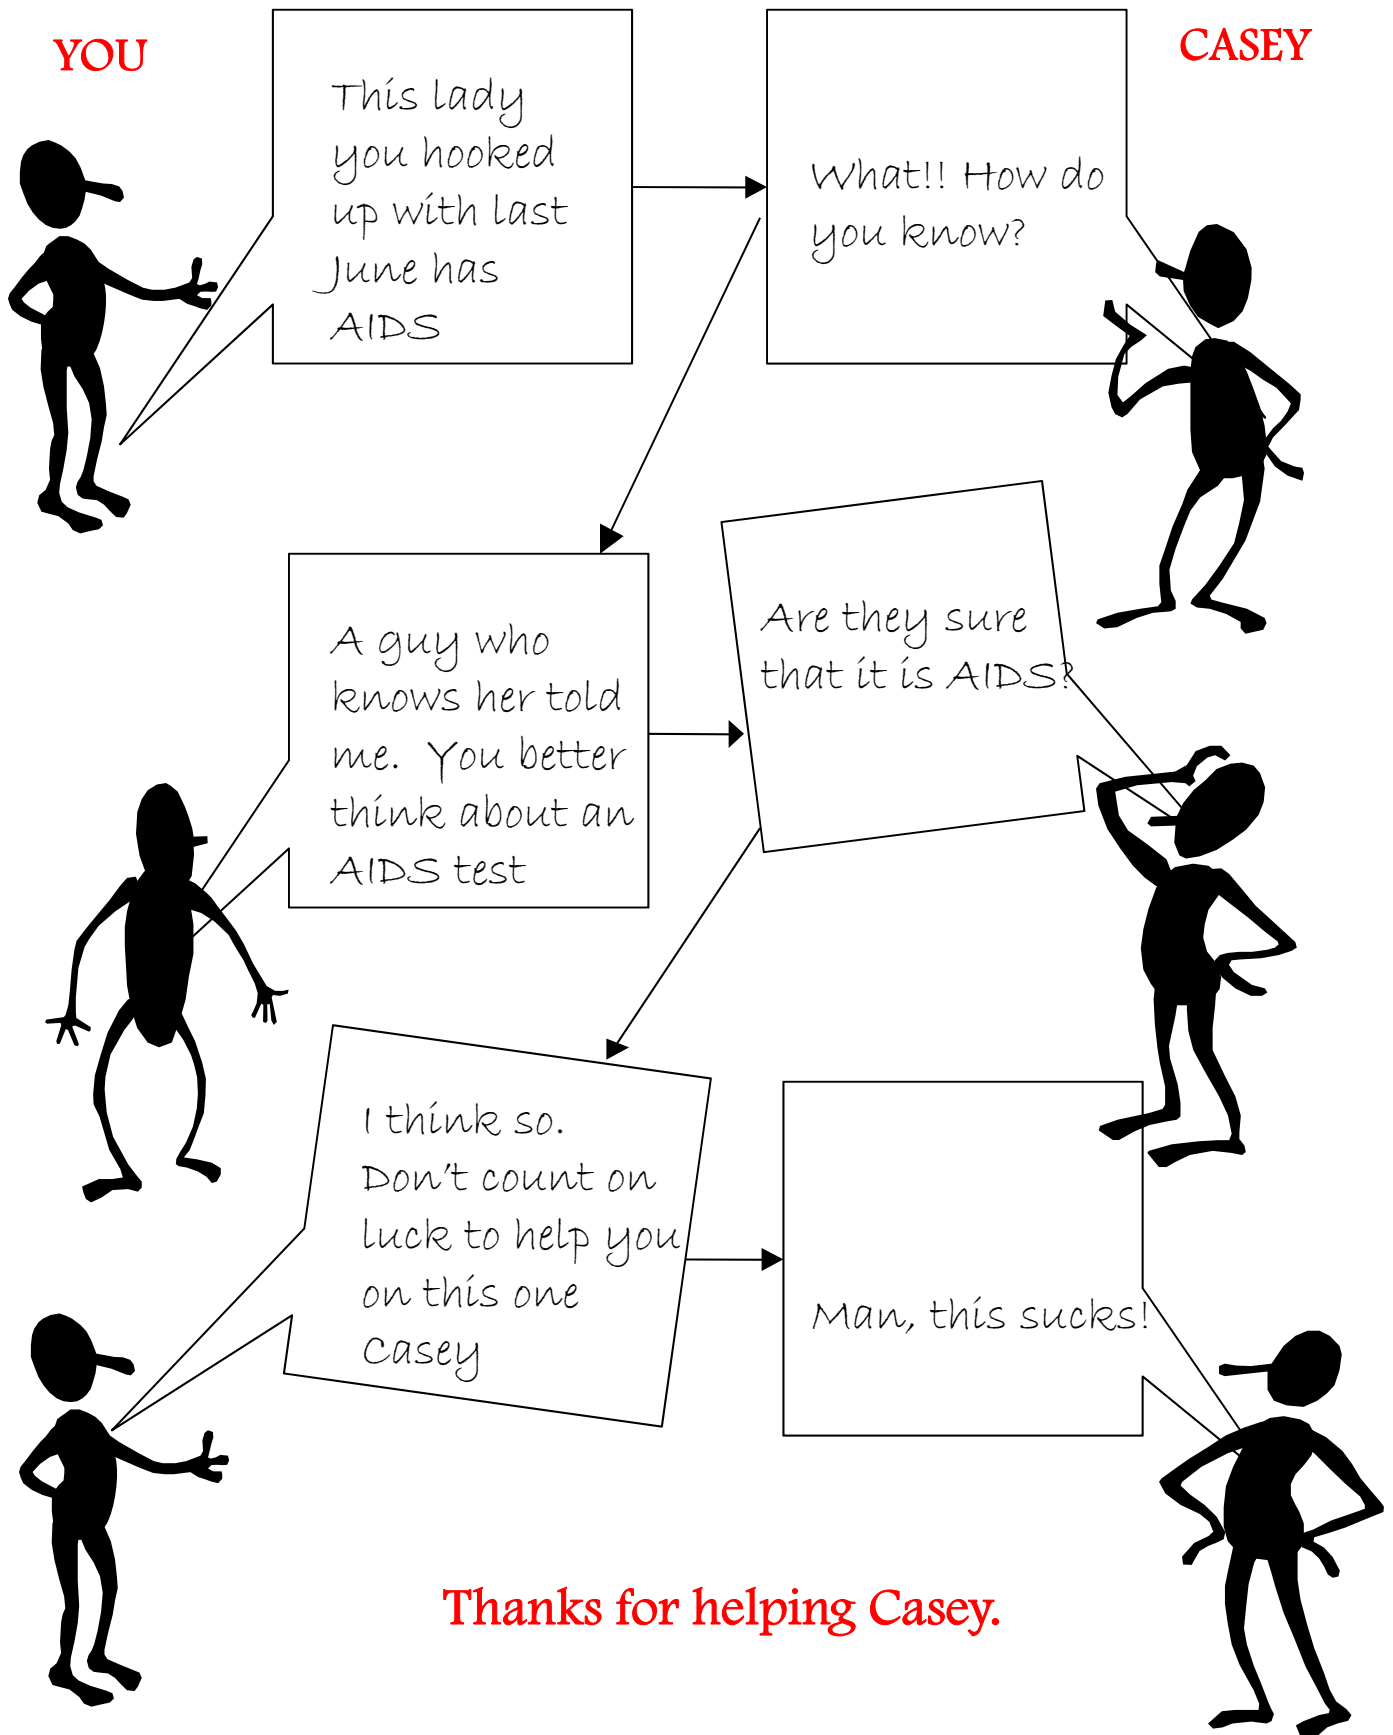 YOU
CASEY
This lady
you hooked
up with last
June has
AIDS
What!! How do
you know?
A guy who
knows her told
me.  You better
think about an
AIDS test
Are they sure
that it is AIDS?
I think so.
Don't count on
luck to help you
on this one
Casey
Man, this sucks!
Thanks for helping Casey.